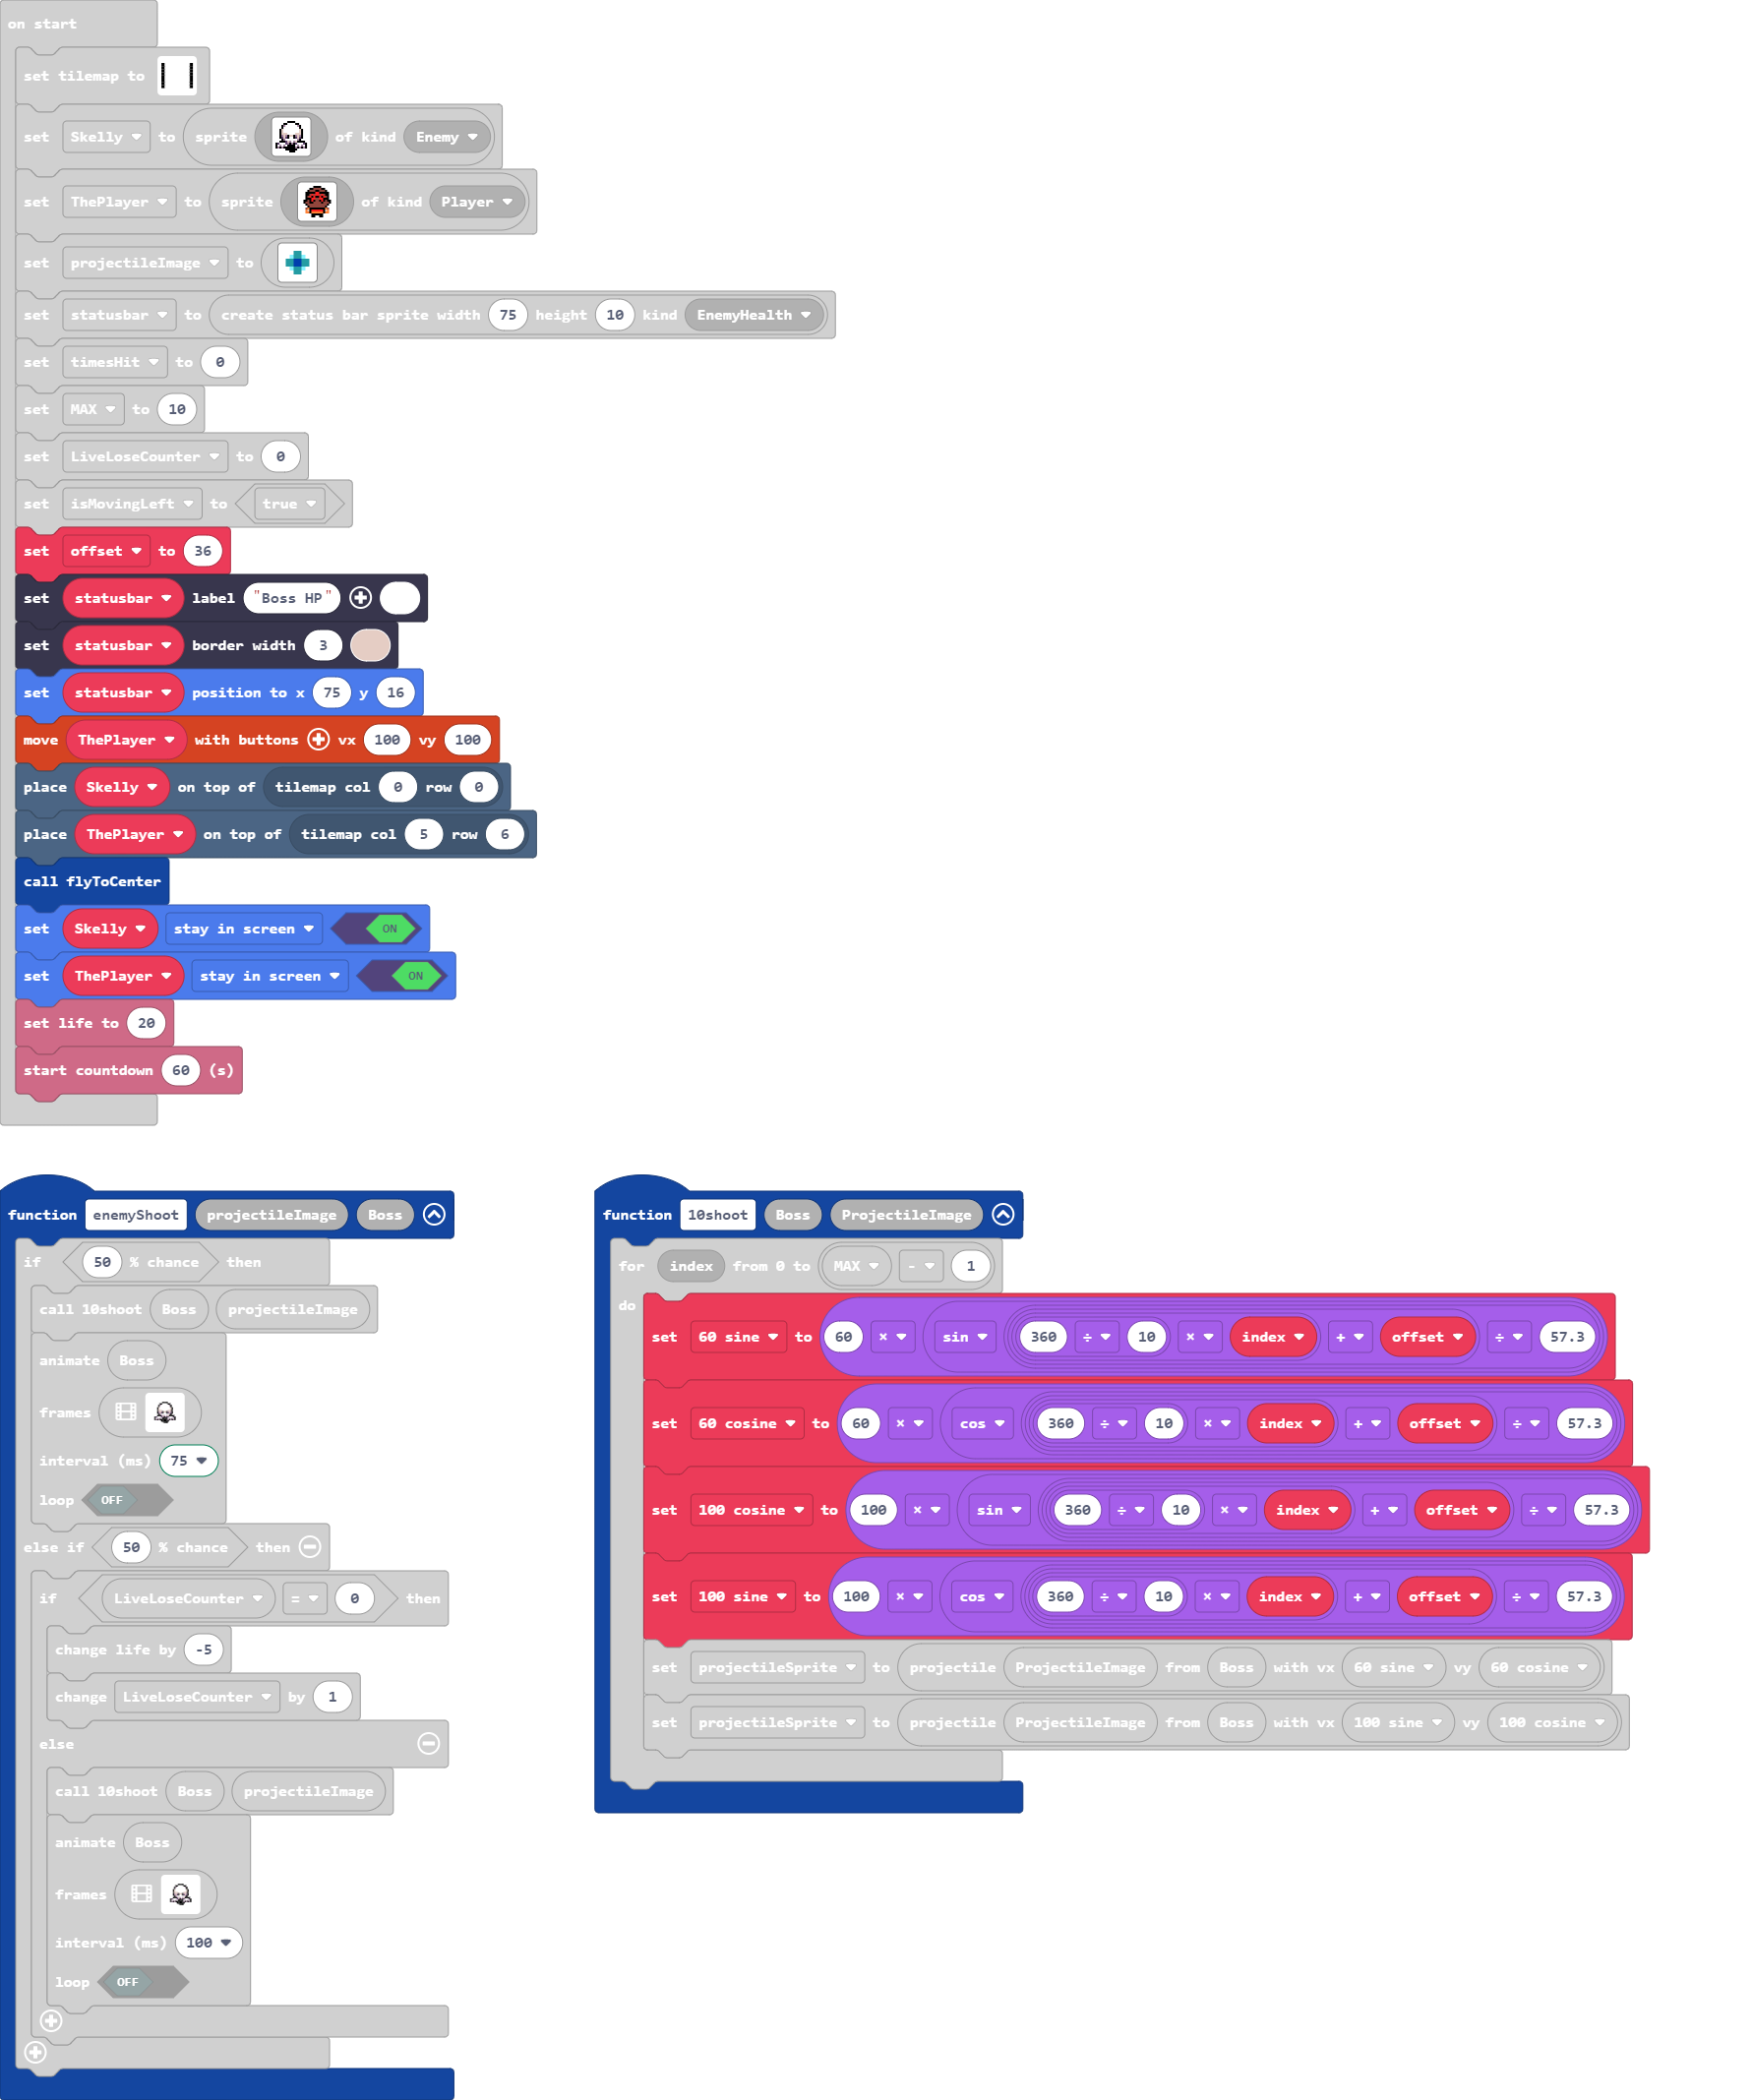 on start
set tilemap to
set Skelly to sprite of kind Enemy
set ThePlayer to sprite of kind Player
set projectileImage to
set statusbar to create status bar sprite width 75 height 10 kind EnemyHealth
set timesHit to 0
set MAX to 10
set LiveLoseCounter to 0
set isMovingLeft to true
set offset to 36
set statusbar label "Boss HP"
set statusbar border width 3
set statusbar position to x 75 y 16
move ThePlayer with buttons vx 100 vy 100
place Skelly on top of tilemap col 0 row 0
place ThePlayer on top of tilemap col 5 row 6
call flyToCenter
set Skelly stay in screen ON
set ThePlayer stay in screen ON
set life to 20
start countdown 60 (s)
function enemyShoot projectileImage Boss
if 50 % chance then
call 10shoot Boss projectileImage
animate Boss
frames
interval (ms) 75
loop OFF
else if 50 % chance then
if LiveLoseCounter = 0 then
change life by -5
change LiveLoseCounter by 1
else
call 10shoot Boss projectileImage
animate Boss
frames
interval (ms) 100
loop OFF
function 10shoot Boss ProjectileImage
for index from 0 to MAX - 1
do
set 60 sine to 60 × sin 360 ÷ 10 × index + offset ÷ 57.3
set 60 cosine to 60 × cos 360 ÷ 10 × index + offset ÷ 57.3
set 100 cosine to 100 × sin 360 ÷ 10 × index + offset ÷ 57.3
set 100 sine to 100 × cos 360 ÷ 10 × index + offset ÷ 57.3
set projectileSprite to projectile ProjectileImage from Boss with vx 60 sine vy 60 cosine
set projectileSprite to projectile ProjectileImage from Boss with vx 100 sine vy 100 cosine